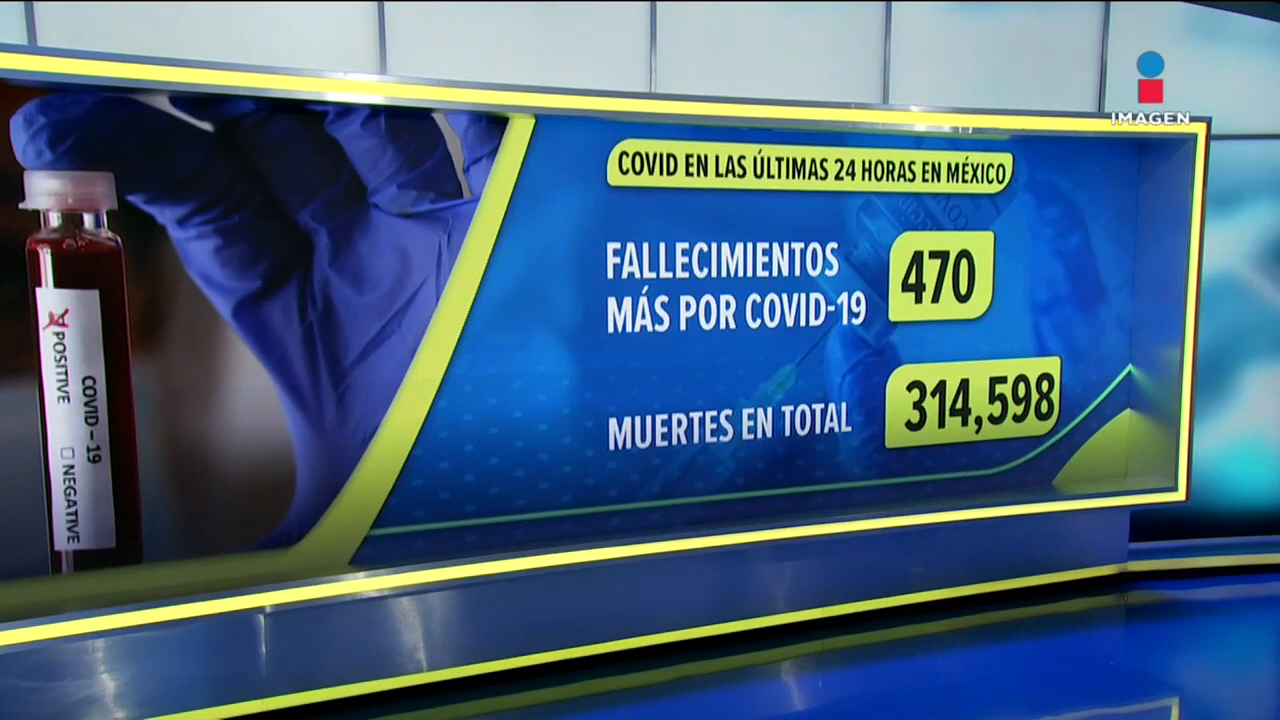 IMAGEN
COVID EN LAS ÚLTIMAS 24 HORAS EN MÉXICO
FALLECIMIENTOS
MÁS POR COVID-19
470
MUERTES EN TOTAL
314,598
POSITIVE
COVID-19
NEGATIVE